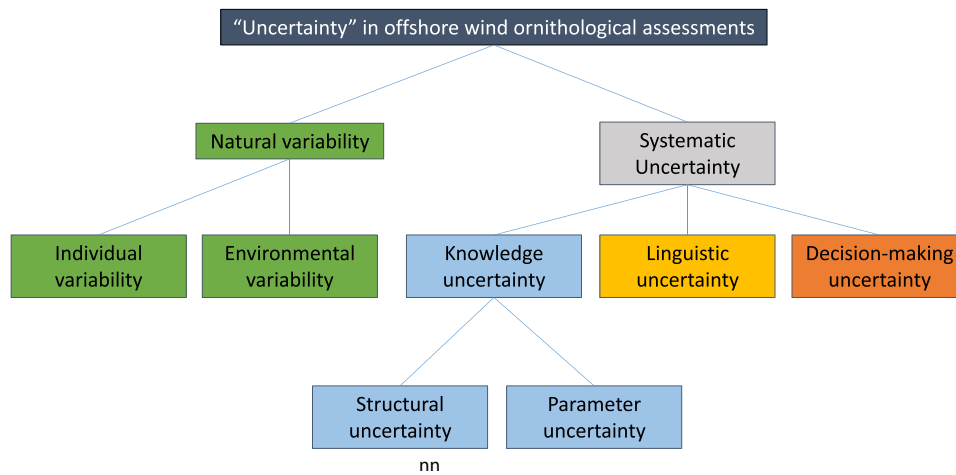 “Uncertainty” in offshore wind ornithological assessments
Natural variability
Systematic
Uncertainty
Individual
variability
Environmental
variability
Knowledge
uncertainty
Linguistic
uncertainty
Decision-making
uncertainty
Structural
uncertainty
Parameter
uncertainty
nn